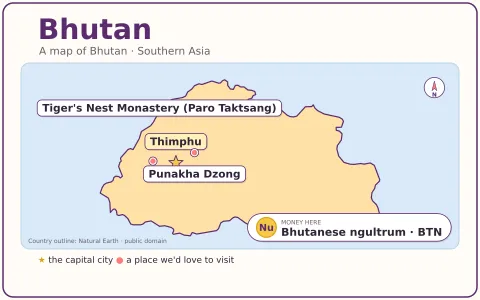 Bhutan
A map of Bhutan · Southern Asia
N
Tiger's Nest Monastery (Paro Taktsang)
Thimphu
Punakha Dzong
Nu
MONEY HERE
Bhutanese ngultrum · BTN
Country outline: Natural Earth · public domain
★ the capital city ● a place we'd love to visit